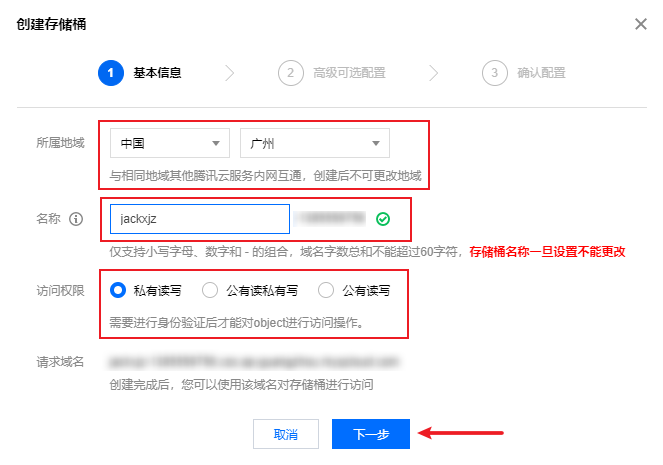 创建存储桶
1 基本信息 2 高级可选配置 3 确认配置
所属地域 中国 广州
与相同地域其他腾讯云服务内网互通，创建后不可更改地域
名称 jackxjz
仅支持小写字母、数字和 - 的组合，域名字数总和不能超过60字符，存储桶名称一旦设置不能更改
访问权限 私有读写 公有读私有写 公有读写
需要进行身份验证后才能对object进行访问操作。
请求域名
创建完成后，您可以使用该域名对存储桶进行访问
取消 下一步